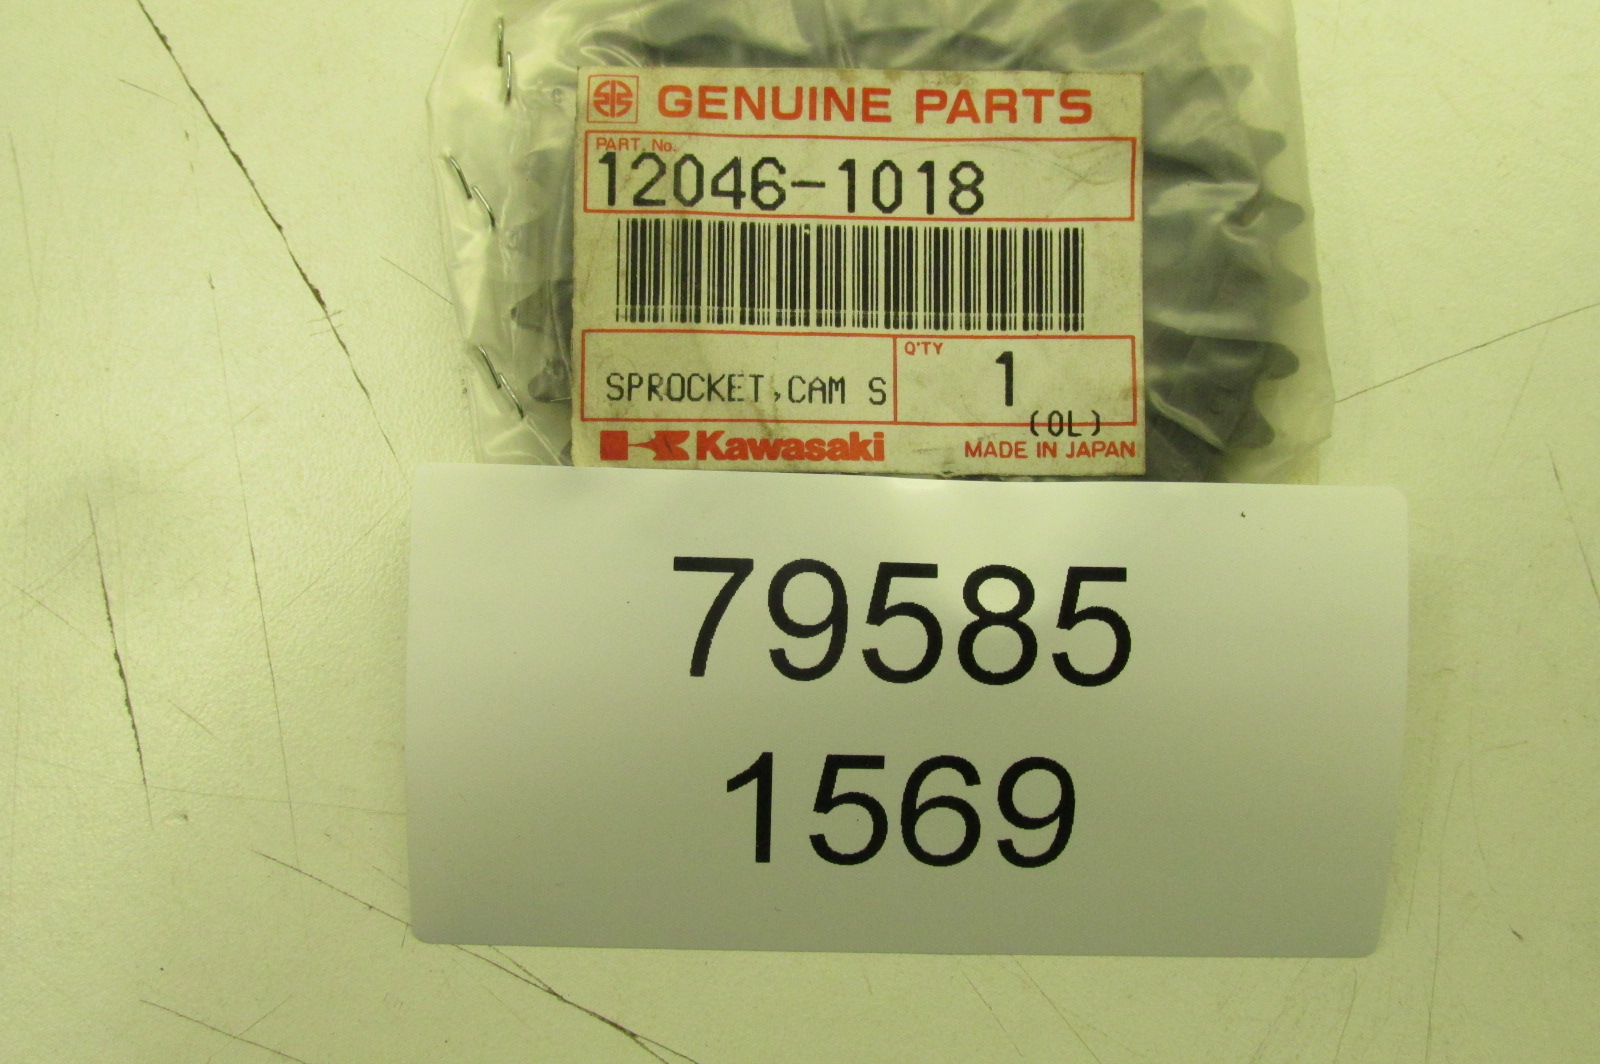 GENUINE PARTS
PART. No.
12046-1018
SPROCKET,CAM S
Q'TY
1
(OL)
Kawasaki
MADE IN JAPAN
79585
1569